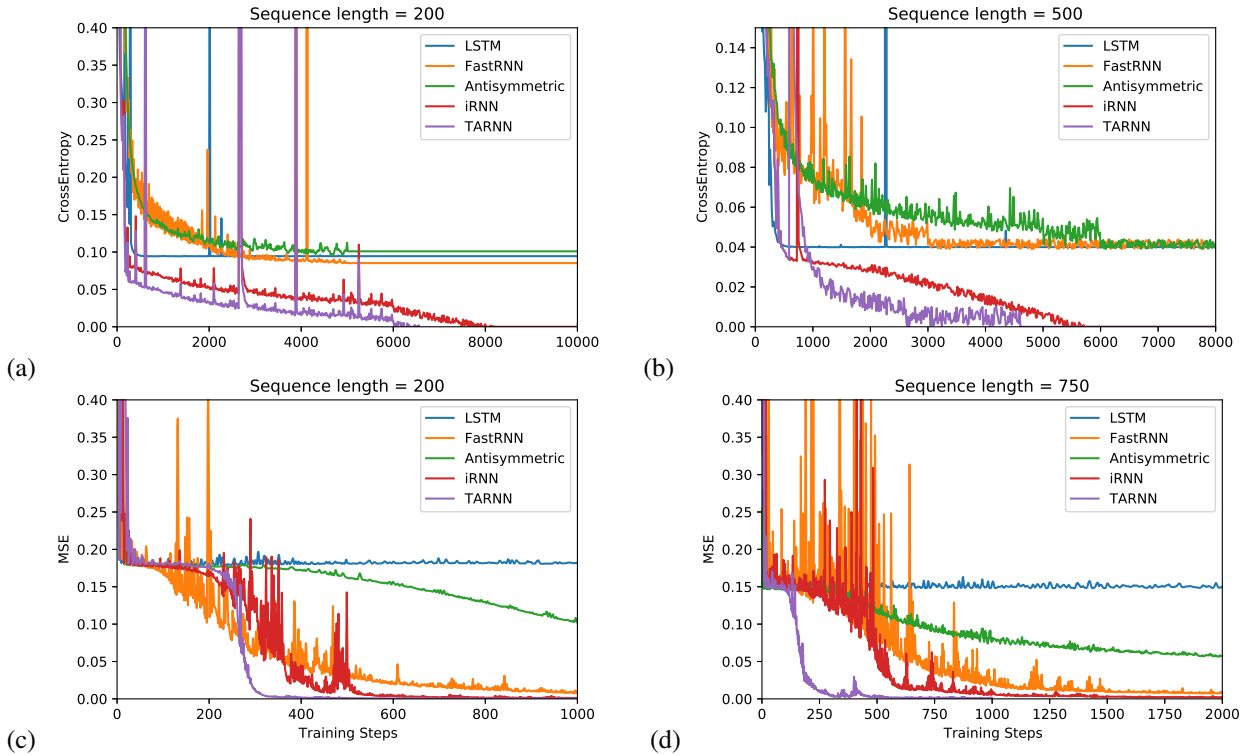 Sequence length = 200
CrossEntropy
0.40
0.35
0.30
0.25
0.20
0.15
0.10
0.05
0.00
LSTM
FastRNN
Antisymmetric
iRNN
TARNN
0 2000 4000 6000 8000 10000
(a)
Sequence length = 500
CrossEntropy
0.14
0.12
0.10
0.08
0.06
0.04
0.02
0.00
LSTM
FastRNN
Antisymmetric
iRNN
TARNN
0 1000 2000 3000 4000 5000 6000 7000 8000
(b)
Sequence length = 200
MSE
0.40
0.35
0.30
0.25
0.20
0.15
0.10
0.05
0.00
LSTM
FastRNN
Antisymmetric
iRNN
TARNN
0 200 400 600 800 1000
Training Steps
(c)
Sequence length = 750
MSE
0.40
0.35
0.30
0.25
0.20
0.15
0.10
0.05
0.00
LSTM
FastRNN
Antisymmetric
iRNN
TARNN
0 250 500 750 1000 1250 1500 1750 2000
Training Steps
(d)